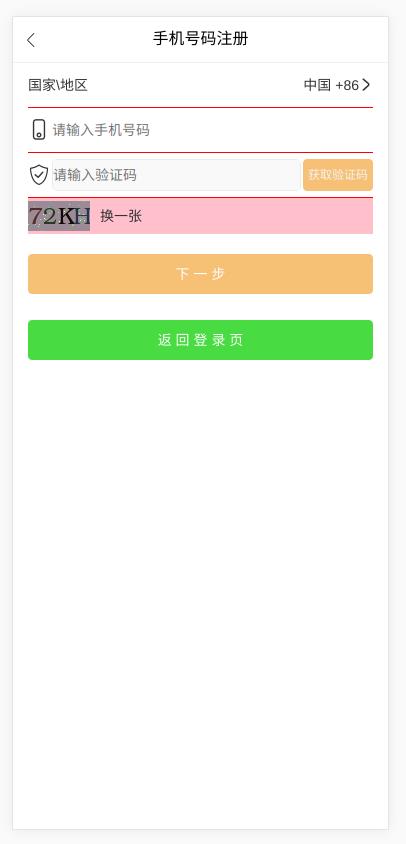 手机号码注册
国家\地区 中国 +86
请输入手机号码
请输入验证码 获取验证码
72KH 换一张
下一步
返回登录页